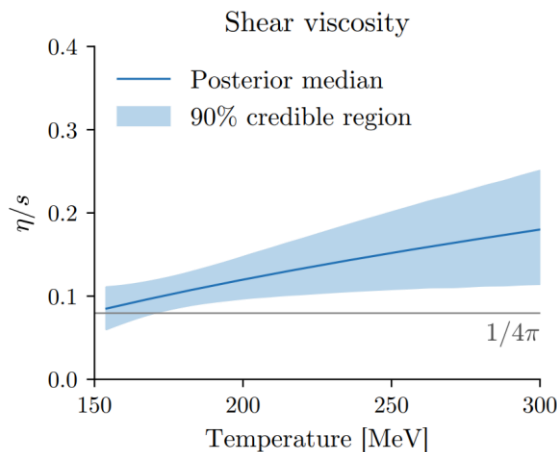 Shear viscosity
0.4
Posterior median
90% credible region
0.3
η/s
0.2
0.1
1/4π
0.0
150
200
250
300
Temperature [MeV]